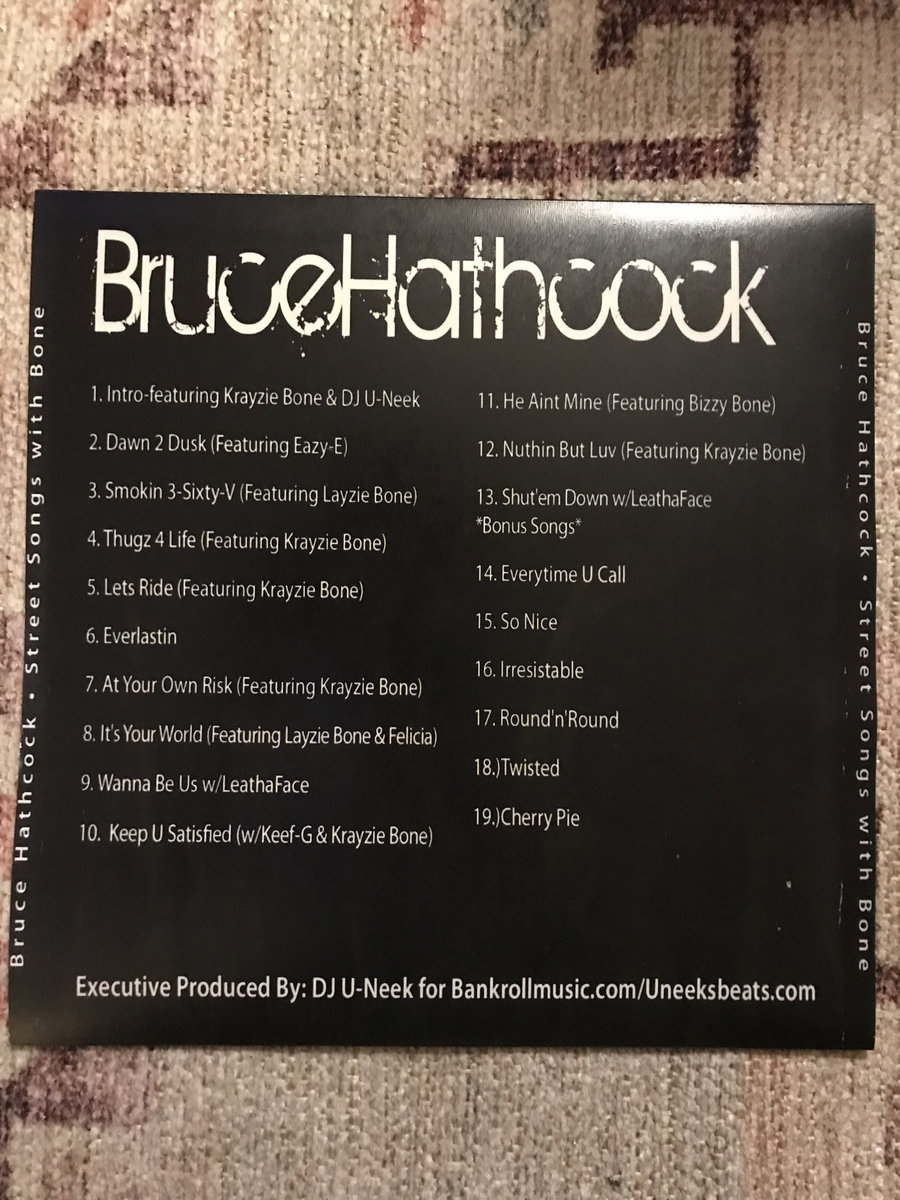 BruceHathcock
1. Intro-featuring Krayzie Bone & DJ U-Neek
2. Dawn 2 Dusk (Featuring Eazy-E)
3. Smokin 3-Sixty-V (Featuring Layzie Bone)
4. Thugz 4 Life (Featuring Krayzie Bone)
5. Lets Ride (Featuring Krayzie Bone)
6. Everlastin
7. At Your Own Risk (Featuring Krayzie Bone)
8. It's Your World (Featuring Layzie Bone & Felicia)
9. Wanna Be Us w/LeathaFace
10. Keep U Satisfied (w/Keef-G & Krayzie Bone)
11. He Aint Mine (Featuring Bizzy Bone)
12. Nuthin But Luv (Featuring Krayzie Bone)
13. Shut'em Down w/LeathaFace
*Bonus Songs*
14. Everytime U Call
15. So Nice
16. Irresistable
17. Round'n'Round
18.)Twisted
19.)Cherry Pie
Executive Produced By: DJ U-Neek for Bankrollmusic.com/Uneeksbeats.com
Bruce Hathcock • Street Songs with Bone
Bruce Hathcock • Street Songs with Bone